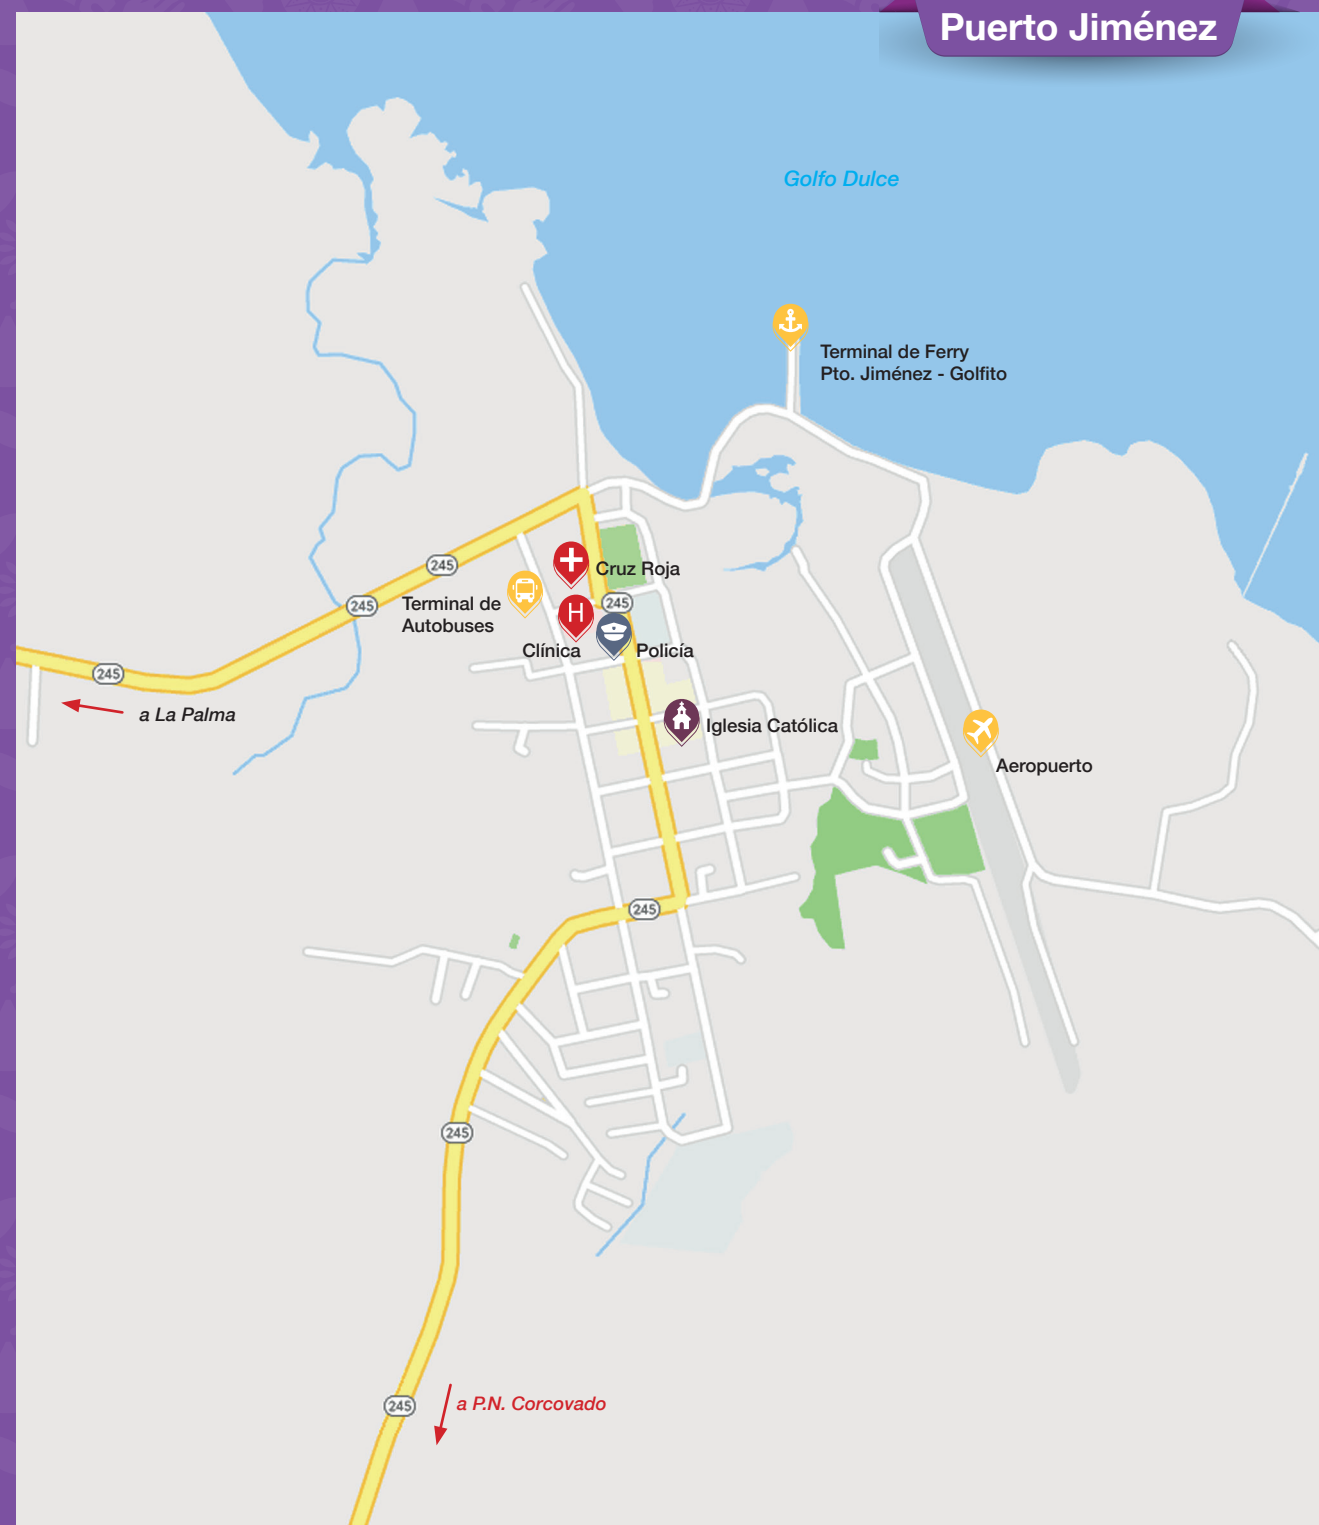 Puerto Jiménez
Golfo Dulce
Terminal de Ferry
Pto. Jiménez - Golfito
245
Cruz Roja
245
Terminal de
Autobuses
H
245
Clínica
Policía
245
a La Palma
Iglesia Católica
Aeropuerto
245
245
245
a P.N. Corcovado